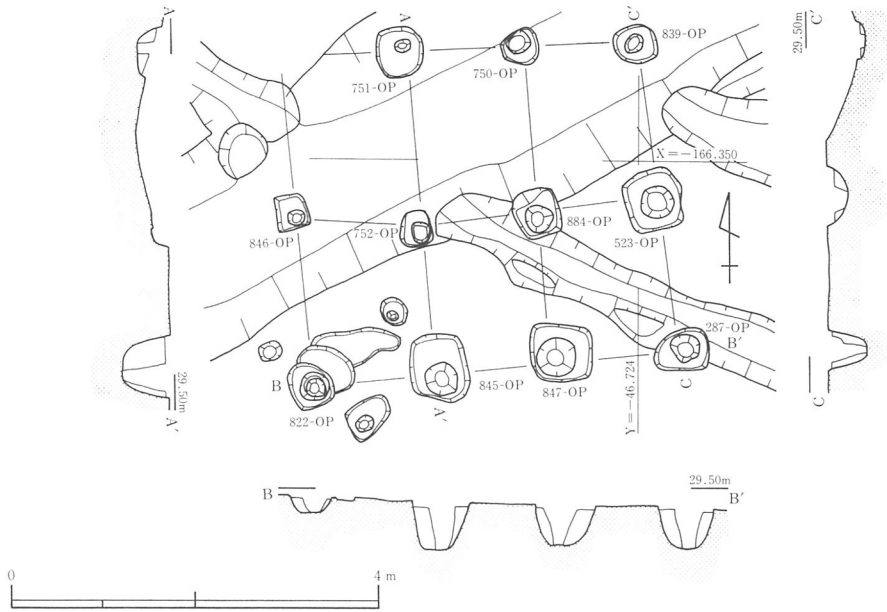 A
C′
A
C′
29.50m
839-OP
751-OP
750-OP
X=−166.350
846-OP
752-OP
884-OP
523-OP
287-OP
B′
B
822-OP
A′
845-OP
847-OP
C
Y=−46.724
29.50m
A′
C
B
29.50m
B′
0
4 m